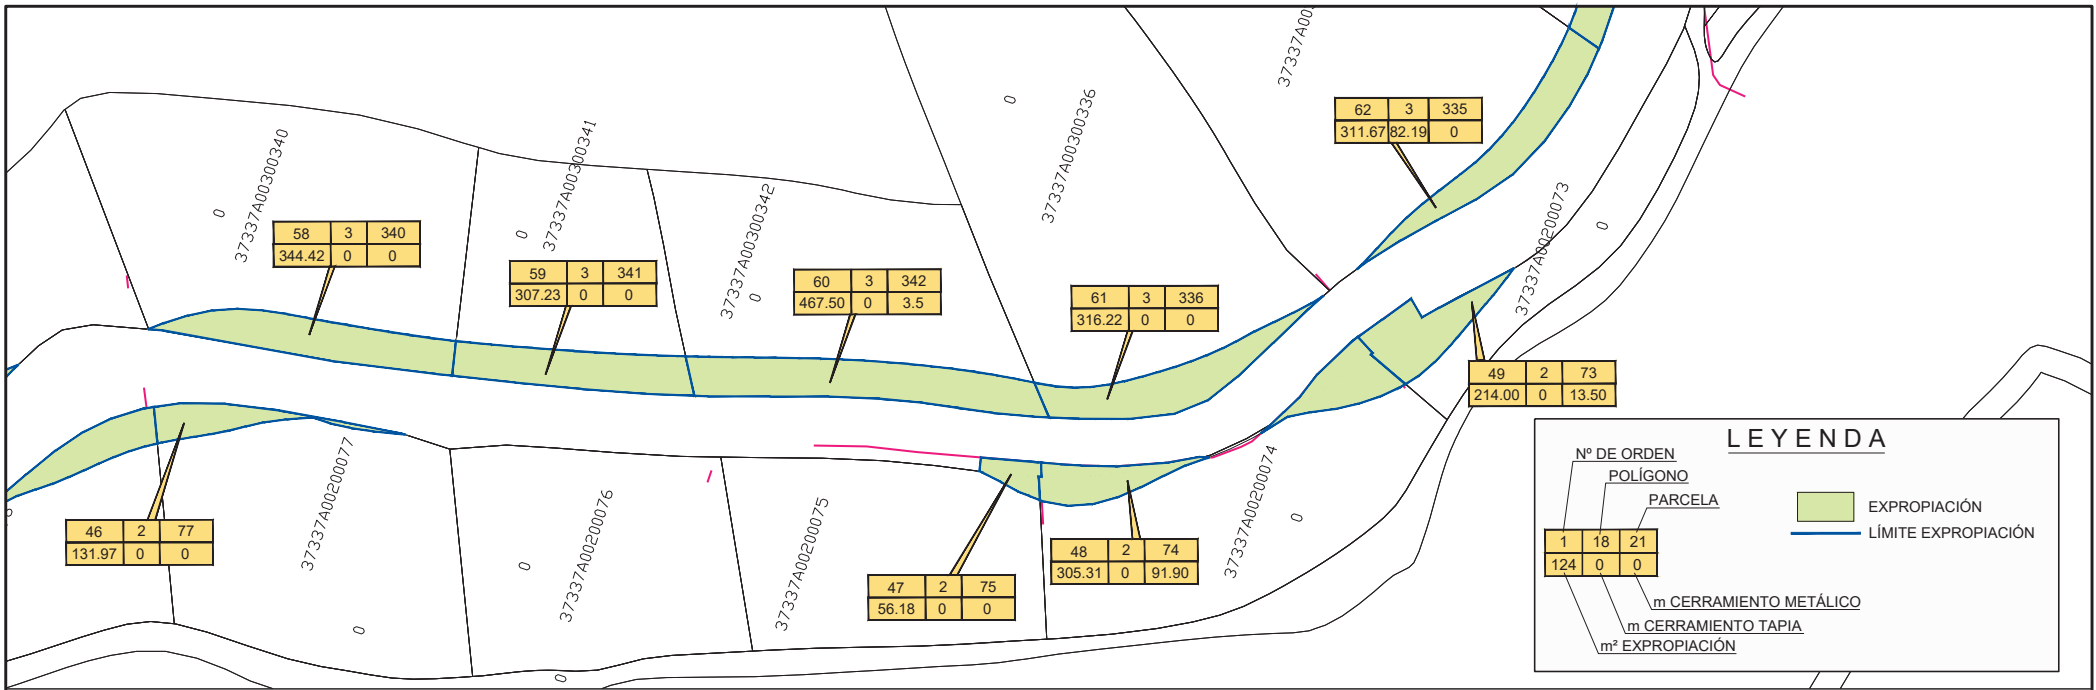 37337A00300340
0
58 3 340
344.42 0 0
37337A00300341
0
59 3 341
307.23 0 0
37337A00300342
0
60 3 342
467.50 0 3.5
0
37337A00300336
61 3 336
316.22 0 0
62 3 335
311.67 82.19 0
37337A00200073
0
49 2 73
214.00 0 13.50
46 2 77
131.97 0 0
37337A00200077
0
37337A00200076
0
0
37337A00200075
47 2 75
56.18 0 0
48 2 74
305.31 0 91.90
37337A00200074
0
LEYENDA
Nº DE ORDEN
POLÍGONO
PARCELA
1 18 21
124 0 0
m CERRAMIENTO METÁLICO
m CERRAMIENTO TAPIA
m² EXPROPIACIÓN
EXPROPIACIÓN
LÍMITE EXPROPIACIÓN